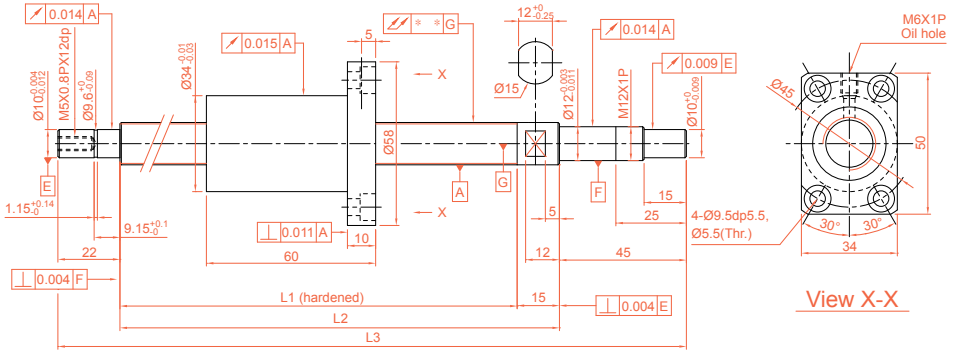 0.014 A
0.015 A
5
* * G
12 +0 -0.25
0.014 A
M6X1P
Oil hole
0.009 E
Ø10 -0.004 -0.012
M5X0.8PX12dp
Ø9.6 +0 -0.09
Ø34 -0.01 -0.03
X
Ø58
Ø15
Ø12 -0.003 -0.011
M12X1P
Ø10 +0 -0.009
Ø45
50
E
A
G
F
1.15 +0.14 -0
9.15 +0.1 -0
X
5
15
25
4-Ø9.5dp5.5,
Ø5.5(Thr.)
30° 30°
0.011 A
10
22
60
12
45
34
0.004 F
L1 (hardened)
15
0.004 E
L2
L3
View X-X